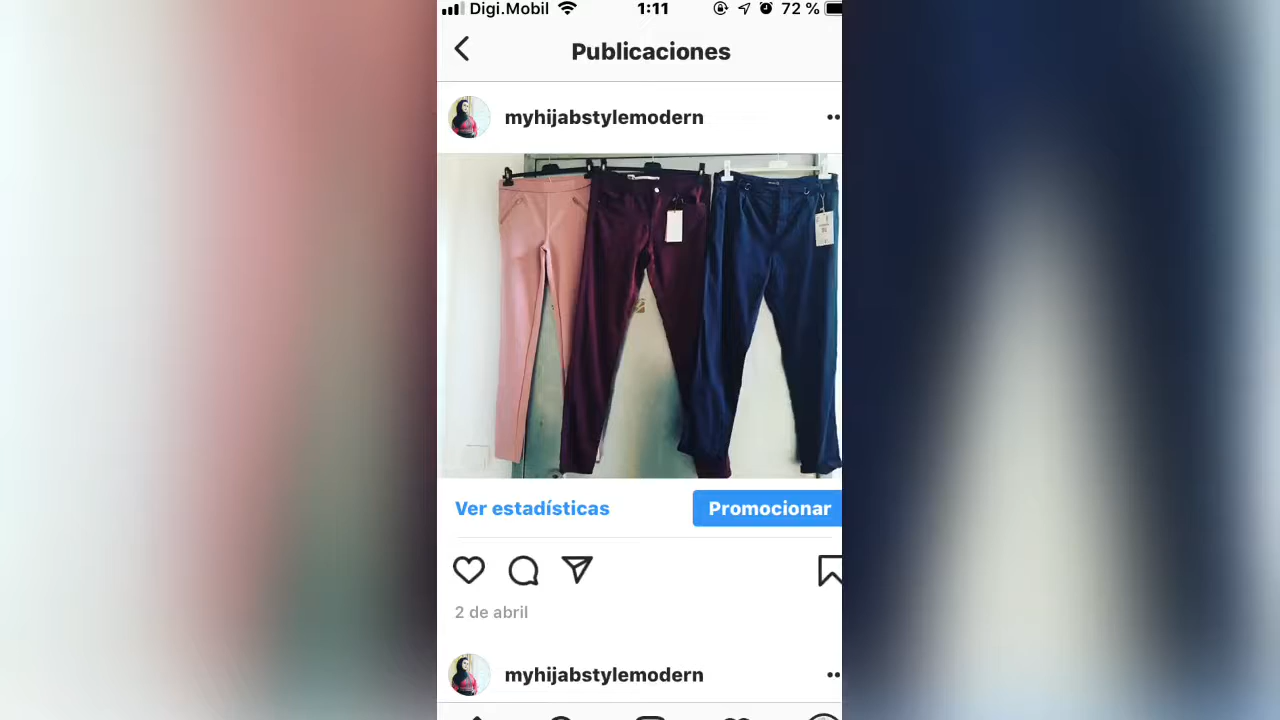 Digi.Mobil 1:11 72 %
Publicaciones
myhijabstylemodern
Ver estadísticas Promocionar
2 de abril
myhijabstylemodern